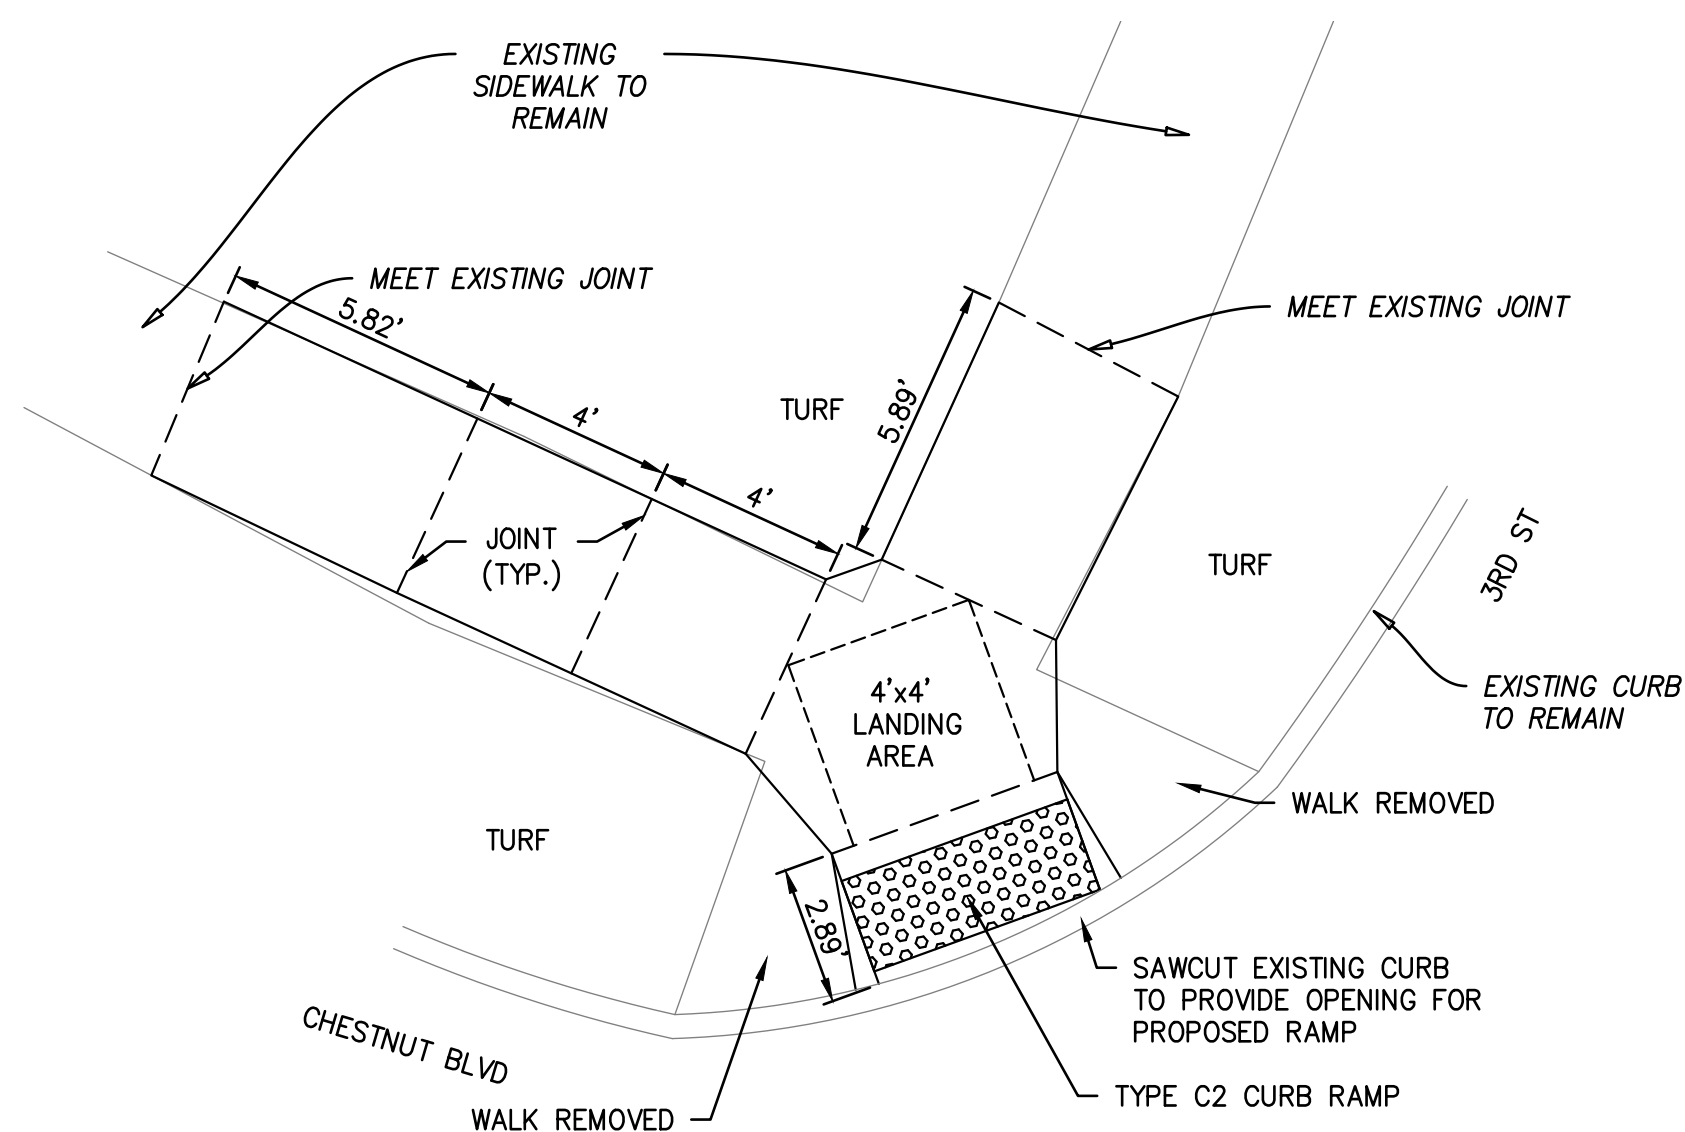 EXISTING
SIDEWALK TO
REMAIN
MEET EXISTING JOINT
5.82'
4'
4'
TURF
5.89'
MEET EXISTING JOINT
JOINT
(TYP.)
TURF
3RD ST
4'x4'
LANDING
AREA
EXISTING CURB
TO REMAIN
WALK REMOVED
TURF
2.89'
SAWCUT EXISTING CURB
TO PROVIDE OPENING FOR
PROPOSED RAMP
CHESTNUT BLVD
TYPE C2 CURB RAMP
WALK REMOVED